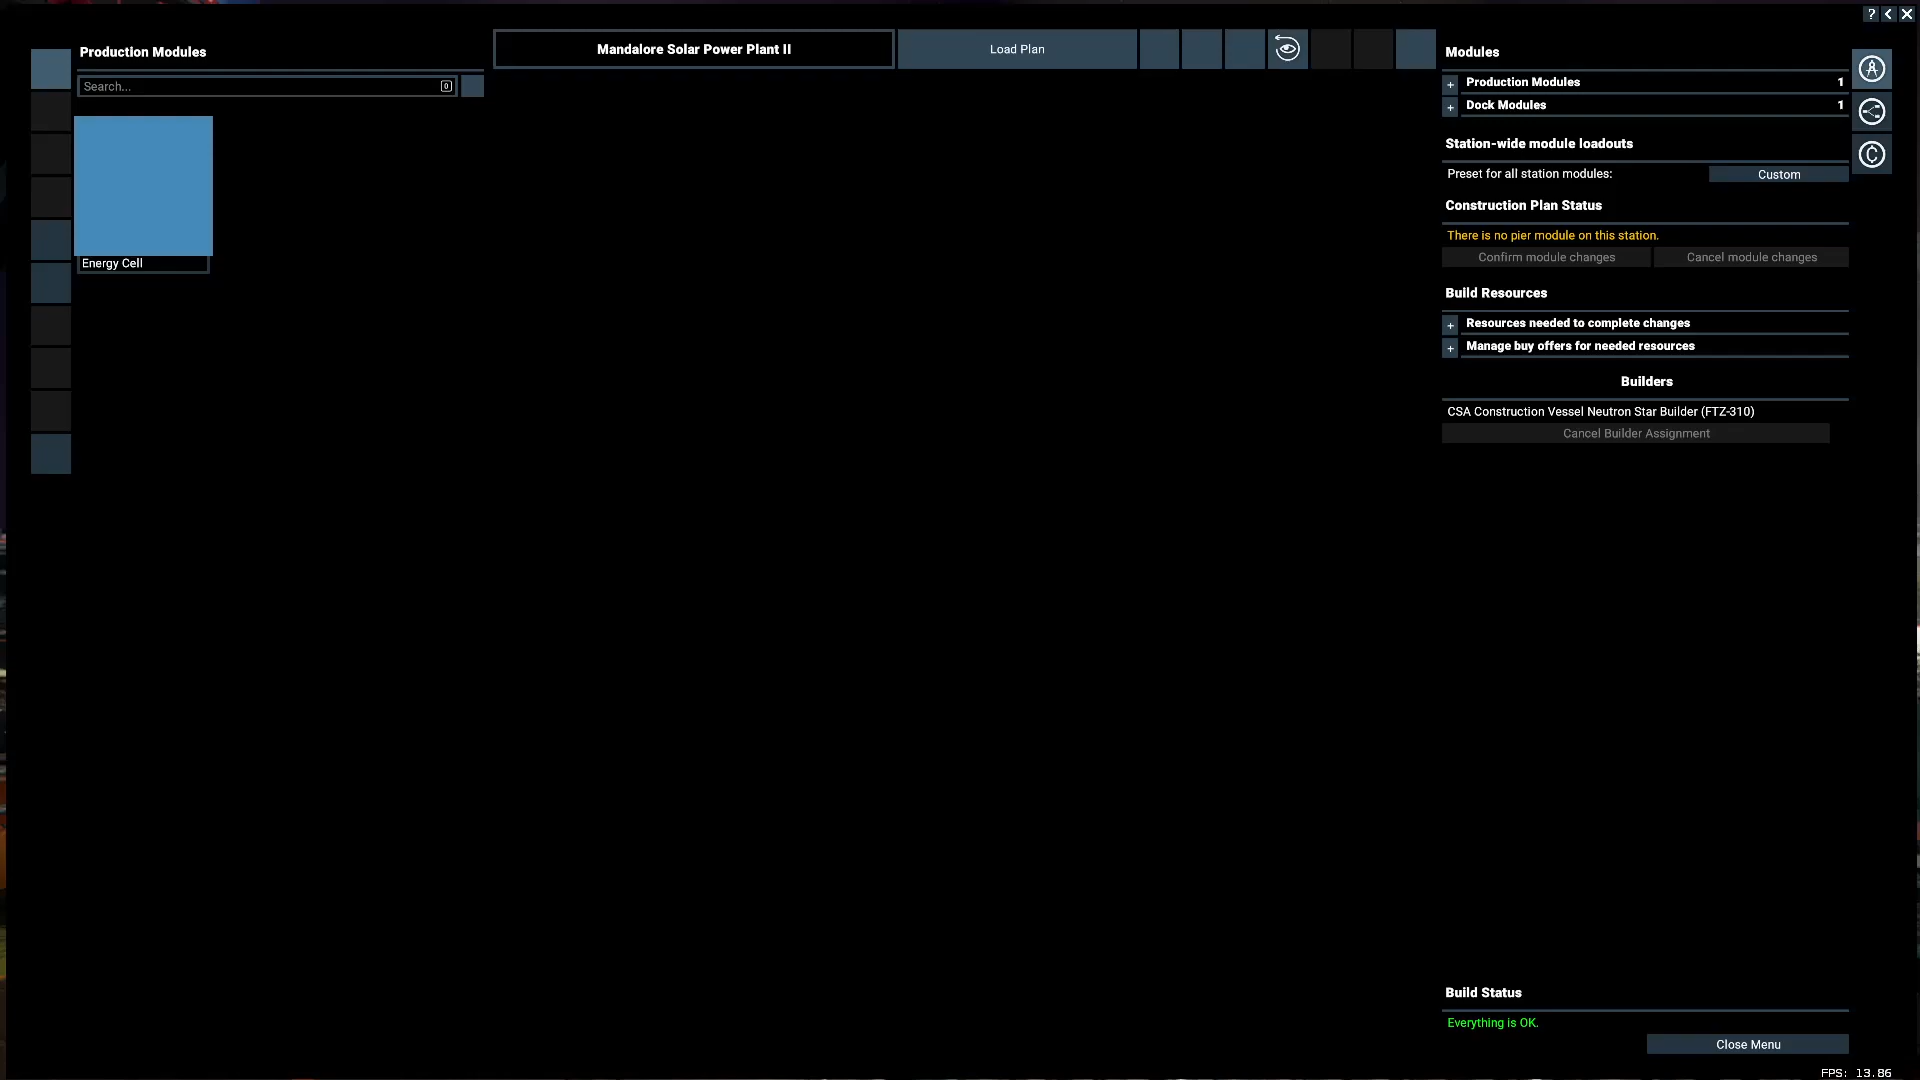 Production Modules
Search...
0
Energy Cell
Mandalore Solar Power Plant II
Load Plan
? < X
Modules
+ Production Modules 1
+ Dock Modules 1
Station-wide module loadouts
Preset for all station modules: Custom
Construction Plan Status
There is no pier module on this station.
Confirm module changes Cancel module changes
Build Resources
+ Resources needed to complete changes
+ Manage buy offers for needed resources
Builders
CSA Construction Vessel Neutron Star Builder (FTZ-310)
Cancel Builder Assignment
Build Status
Everything is OK.
Close Menu
FPS: 13.86